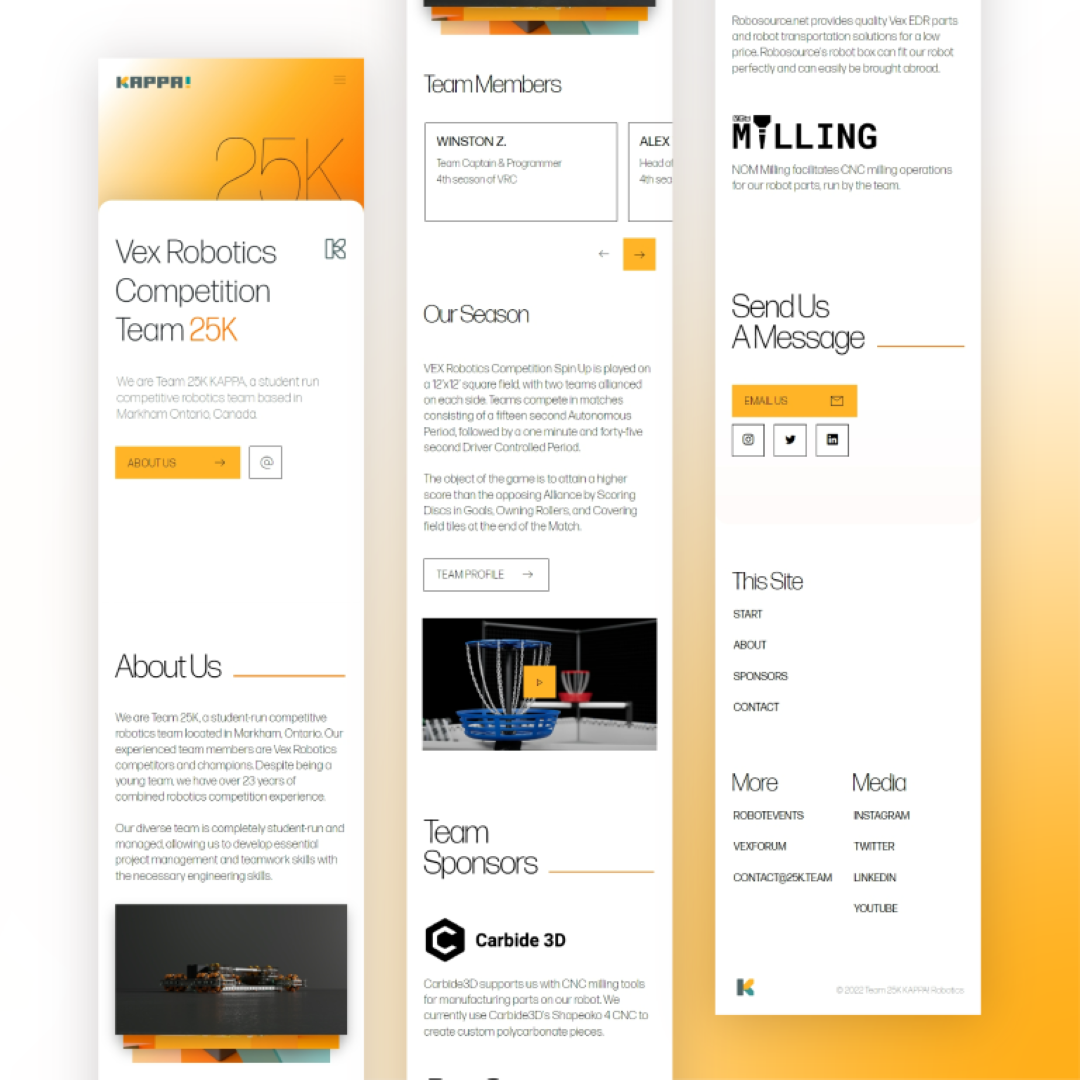 KAPPA!
25K
Vex Robotics
Competition
Team 25K
We are Team 25K KAPPA, a student run
competitive robotics team based in
Markham Ontario, Canada.
ABOUT US
About Us
We are Team 25K, a student-run competitive
robotics team located in Markham, Ontario. Our
experienced team members are Vex Robotics
competitors and champions. Despite being a
young team, we have over 23 years of
combined robotics competition experience.
Our diverse team is completely student-run and
managed, allowing us to develop essential
project management and teamwork skills with
the necessary engineering skills.
Team Members
WINSTON Z.
Team Captain & Programmer
4th season of VRC
ALEX
Head of
4th sea
Our Season
VEX Robotics Competition Spin Up is played on
a 12'x12' square field, with two teams allianced
on each side. Teams compete in matches
consisting of a fifteen second Autonomous
Period, followed by a one minute and forty-five
second Driver Controlled Period.
The object of the game is to attain a higher
score than the opposing Alliance by Scoring
Discs in Goals, Owning Rollers, and Covering
field tiles at the end of the Match.
TEAM PROFILE
Team
Sponsors
Carbide 3D
Carbide3D supports us with CNC milling tools
for manufacturing parts on our robot. We
currently use Carbide3D's Shapeoko 4 CNC to
create custom polycarbonate pieces.
Robosource.net provides quality Vex EDR parts
and robot transportation solutions for a low
price. Robosource's robot box can fit our robot
perfectly and can easily be brought abroad.
MILLING
NOM Milling facilitates CNC milling operations
for our robot parts, run by the team.
Send Us
A Message
EMAIL US
This Site
START
ABOUT
SPONSORS
CONTACT
More
ROBOTEVENTS
VEXFORUM
CONTACT@25K.TEAM
Media
INSTAGRAM
TWITTER
LINKEDIN
YOUTUBE
© 2022 Team 25K KAPPA! Robotics